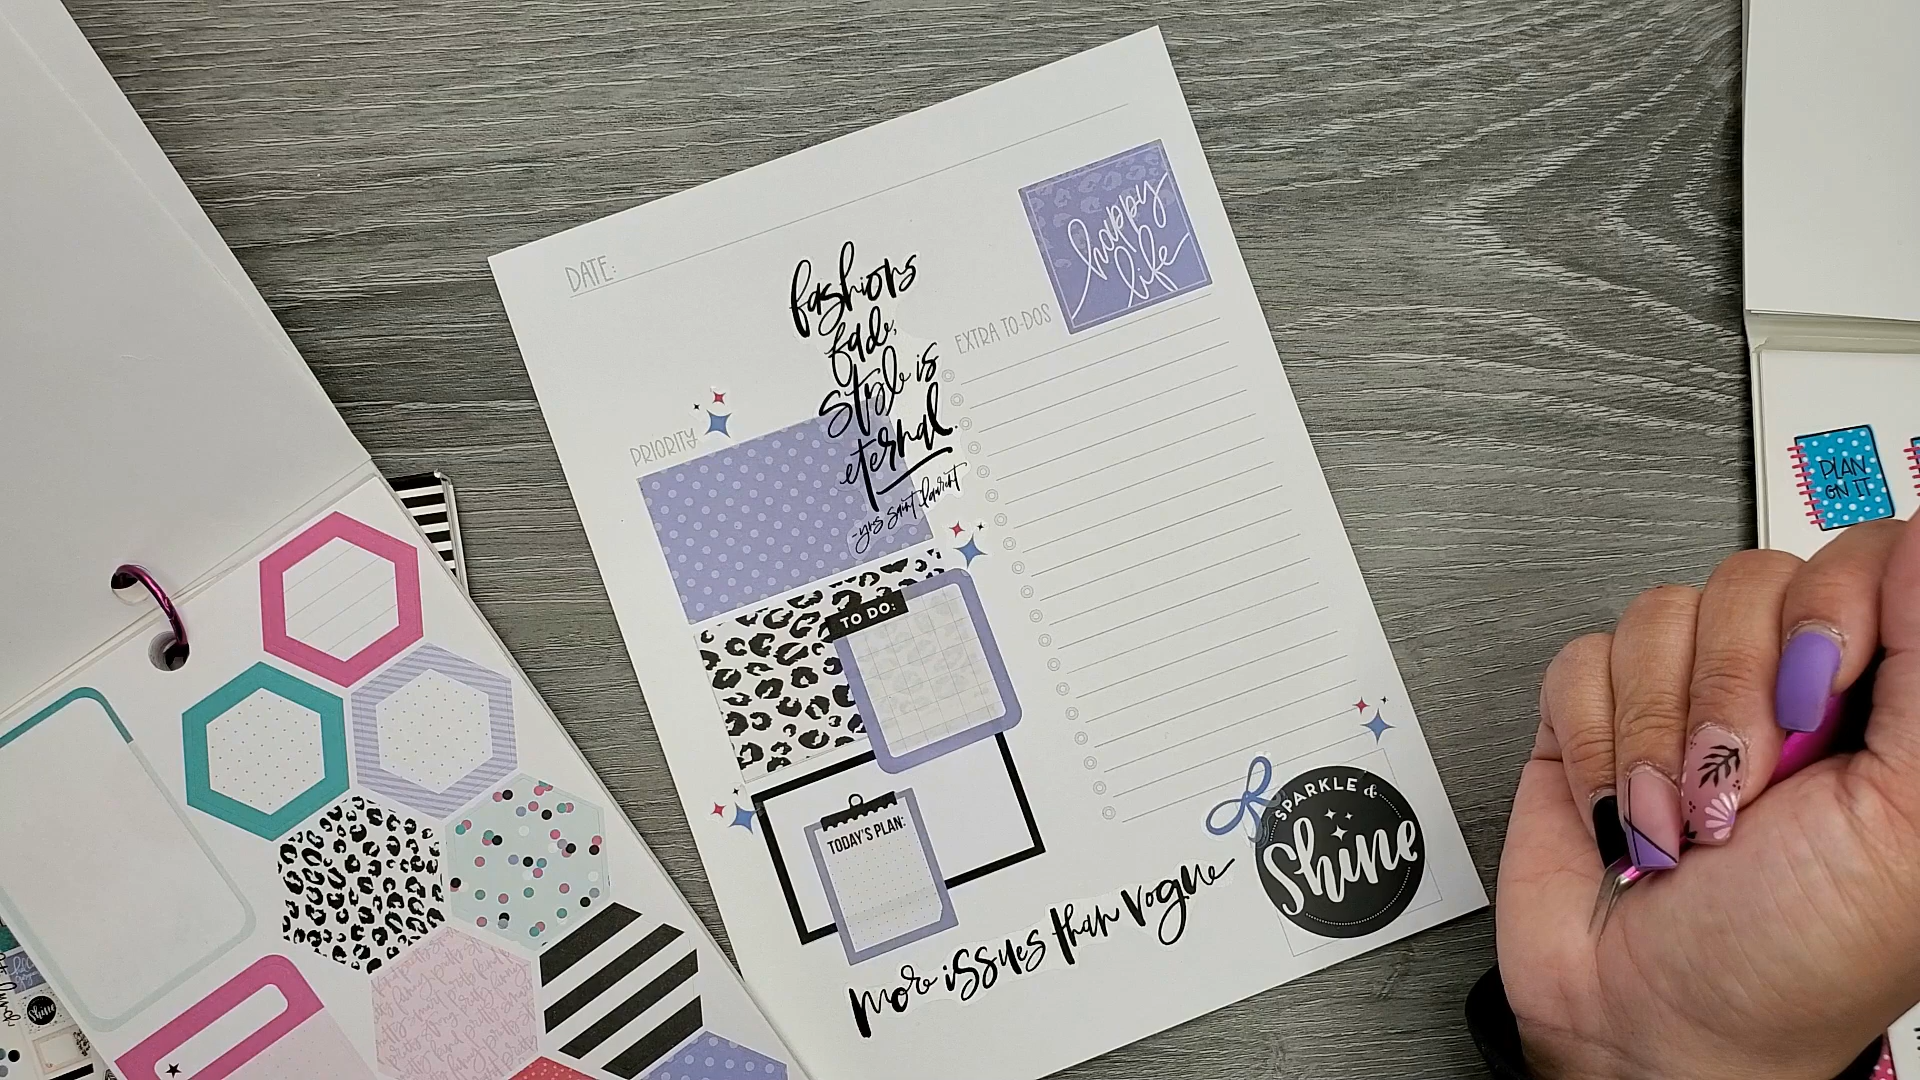 DATE:
happy
life
fashions
fade,
style is
eternal.
-yves saint laurent
EXTRA TO-DOS
PRIORITY
TO DO:
TODAY'S PLAN:
SPARKLE &
Shine
more issues than vogue
PLAN
ON IT
Shine